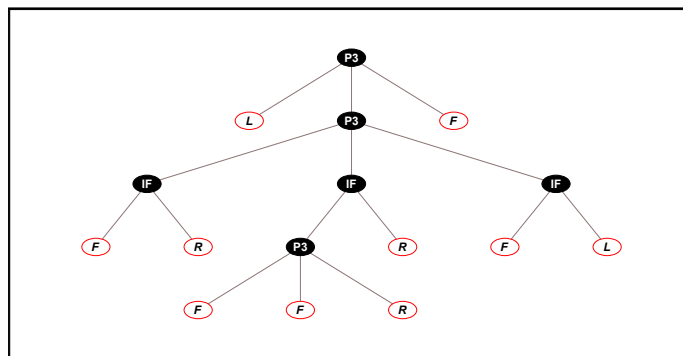 P3
L P3 F
IF IF IF
F R P3 R F L
F F R